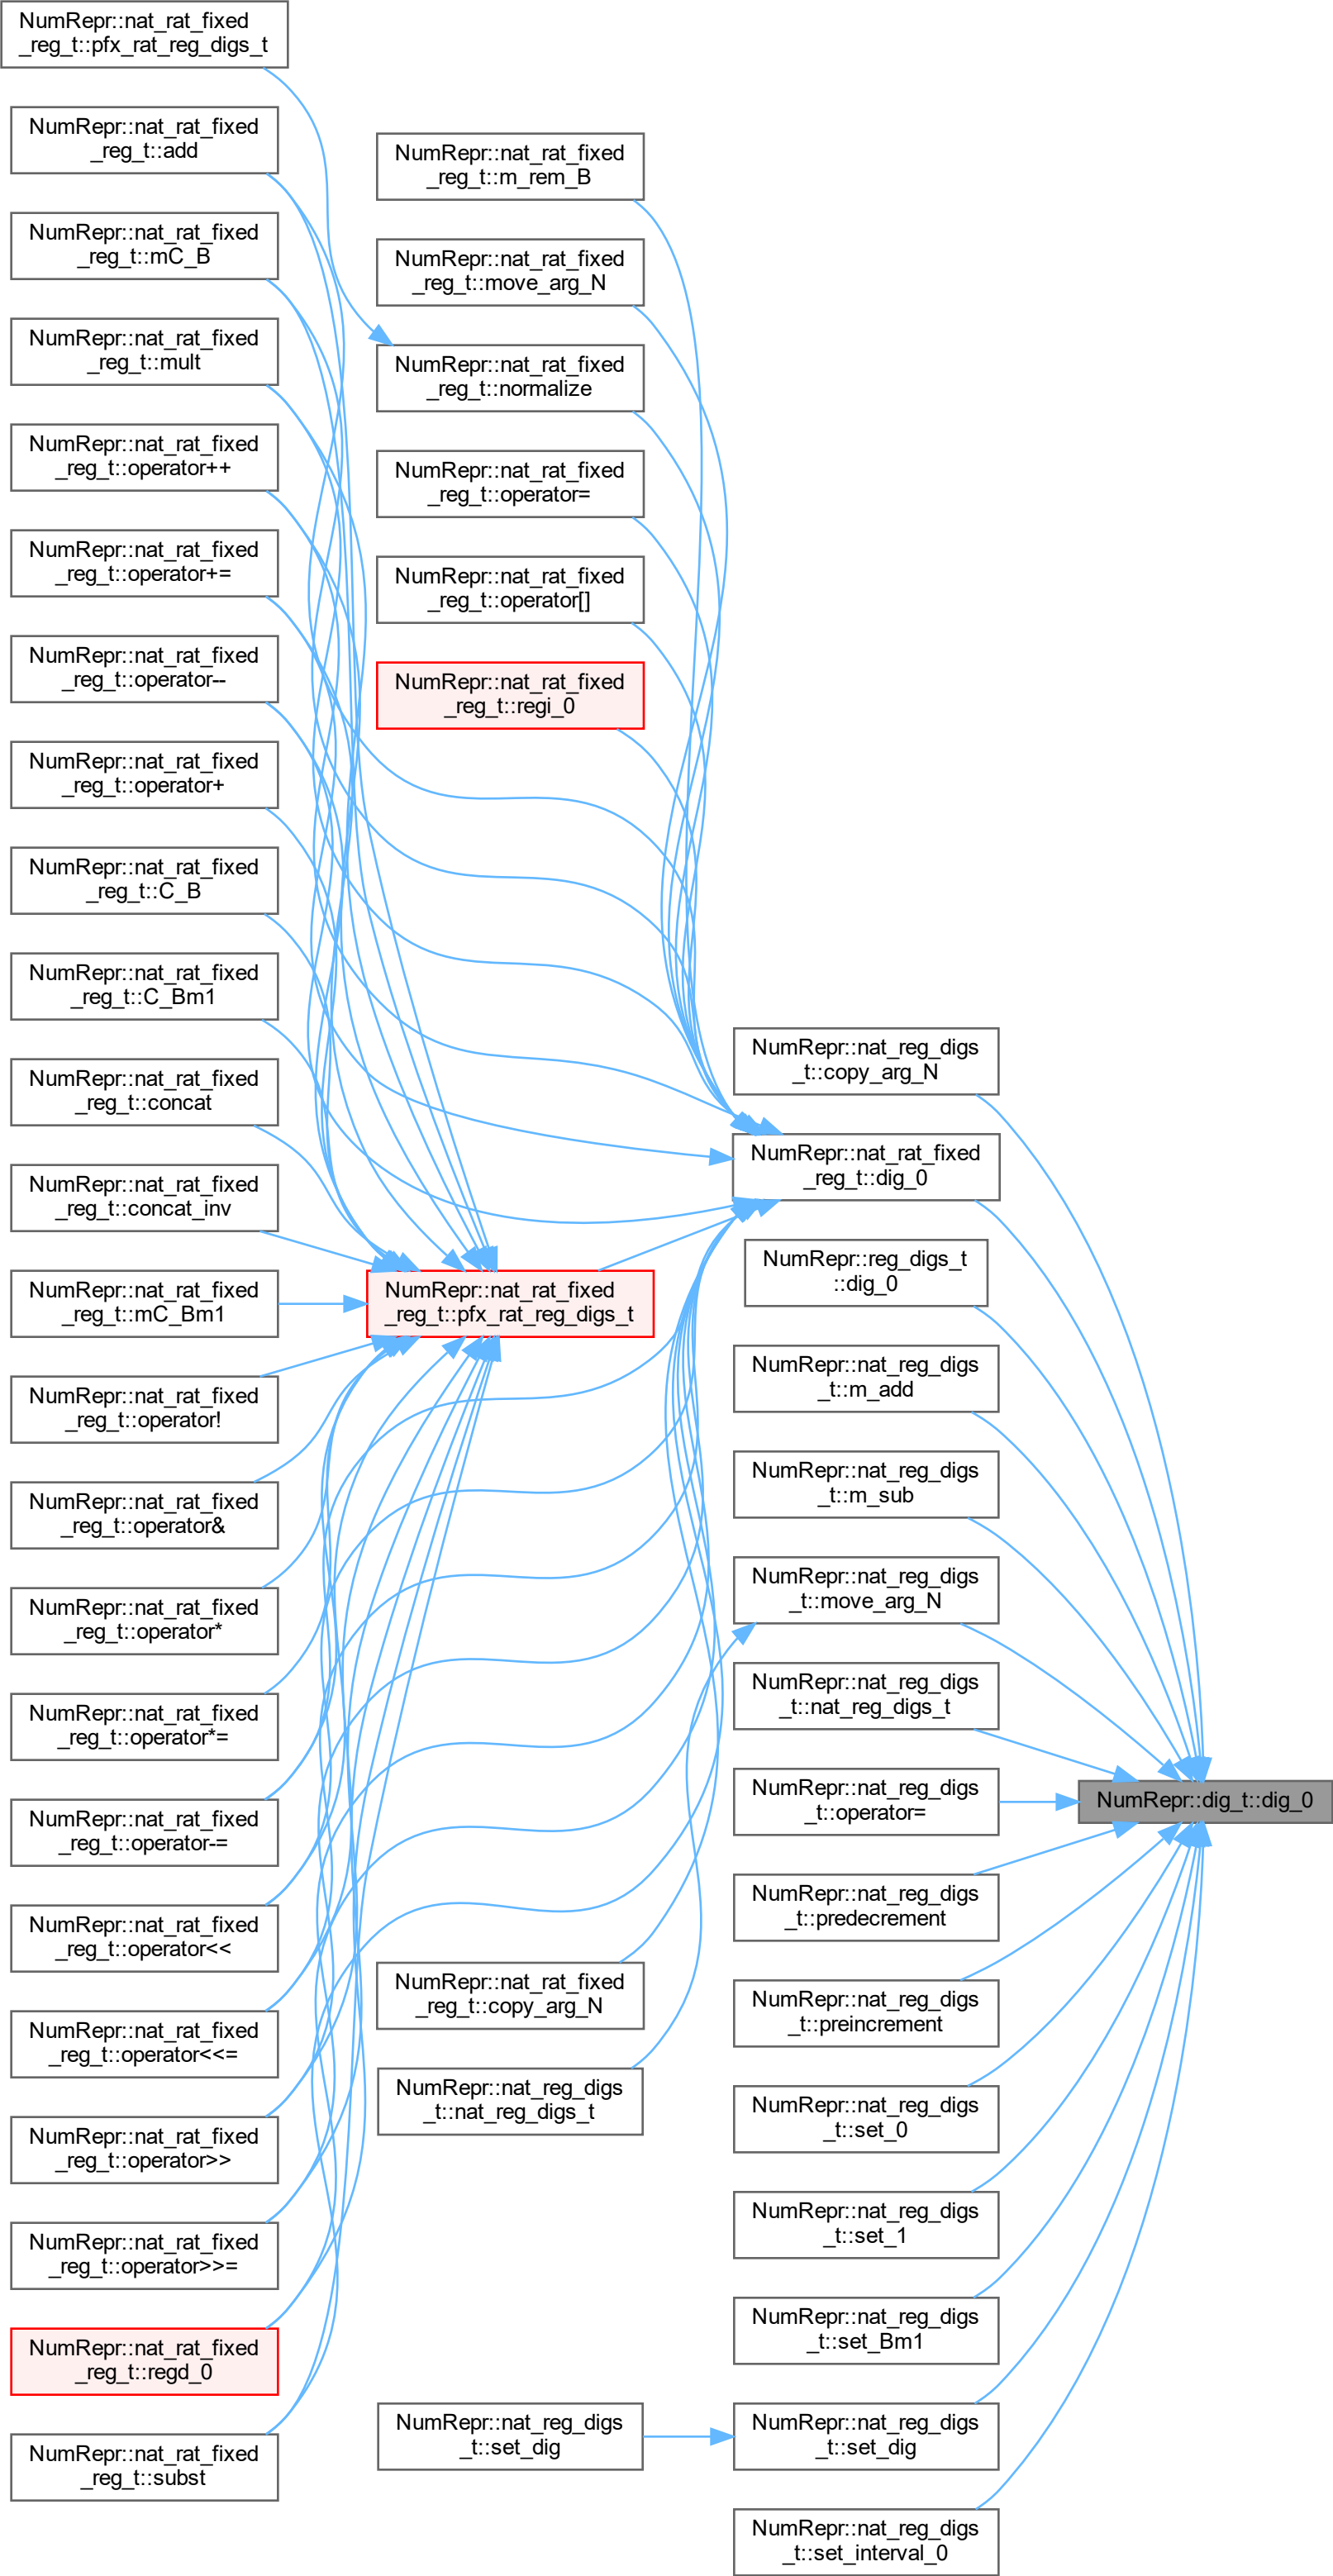 NumRepr::nat_rat_fixed
_reg_t::pfx_rat_reg_digs_t
NumRepr::nat_rat_fixed
_reg_t::add
NumRepr::nat_rat_fixed
_reg_t::mC_B
NumRepr::nat_rat_fixed
_reg_t::mult
NumRepr::nat_rat_fixed
_reg_t::operator++
NumRepr::nat_rat_fixed
_reg_t::operator+=
NumRepr::nat_rat_fixed
_reg_t::operator--
NumRepr::nat_rat_fixed
_reg_t::operator+
NumRepr::nat_rat_fixed
_reg_t::C_B
NumRepr::nat_rat_fixed
_reg_t::C_Bm1
NumRepr::nat_rat_fixed
_reg_t::concat
NumRepr::nat_rat_fixed
_reg_t::concat_inv
NumRepr::nat_rat_fixed
_reg_t::mC_Bm1
NumRepr::nat_rat_fixed
_reg_t::operator!
NumRepr::nat_rat_fixed
_reg_t::operator&
NumRepr::nat_rat_fixed
_reg_t::operator*
NumRepr::nat_rat_fixed
_reg_t::operator*=
NumRepr::nat_rat_fixed
_reg_t::operator-=
NumRepr::nat_rat_fixed
_reg_t::operator<<
NumRepr::nat_rat_fixed
_reg_t::operator<<=
NumRepr::nat_rat_fixed
_reg_t::operator>>
NumRepr::nat_rat_fixed
_reg_t::operator>>=
NumRepr::nat_rat_fixed
_reg_t::regd_0
NumRepr::nat_rat_fixed
_reg_t::subst
NumRepr::nat_rat_fixed
_reg_t::m_rem_B
NumRepr::nat_rat_fixed
_reg_t::move_arg_N
NumRepr::nat_rat_fixed
_reg_t::normalize
NumRepr::nat_rat_fixed
_reg_t::operator=
NumRepr::nat_rat_fixed
_reg_t::operator[]
NumRepr::nat_rat_fixed
_reg_t::regi_0
NumRepr::nat_rat_fixed
_reg_t::pfx_rat_reg_digs_t
NumRepr::nat_rat_fixed
_reg_t::copy_arg_N
NumRepr::nat_reg_digs
_t::nat_reg_digs_t
NumRepr::nat_reg_digs
_t::set_dig
NumRepr::nat_reg_digs
_t::copy_arg_N
NumRepr::nat_rat_fixed
_reg_t::dig_0
NumRepr::reg_digs_t
::dig_0
NumRepr::nat_reg_digs
_t::m_add
NumRepr::nat_reg_digs
_t::m_sub
NumRepr::nat_reg_digs
_t::move_arg_N
NumRepr::nat_reg_digs
_t::nat_reg_digs_t
NumRepr::nat_reg_digs
_t::operator=
NumRepr::nat_reg_digs
_t::predecrement
NumRepr::nat_reg_digs
_t::preincrement
NumRepr::nat_reg_digs
_t::set_0
NumRepr::nat_reg_digs
_t::set_1
NumRepr::nat_reg_digs
_t::set_Bm1
NumRepr::nat_reg_digs
_t::set_dig
NumRepr::nat_reg_digs
_t::set_interval_0
NumRepr::dig_t::dig_0